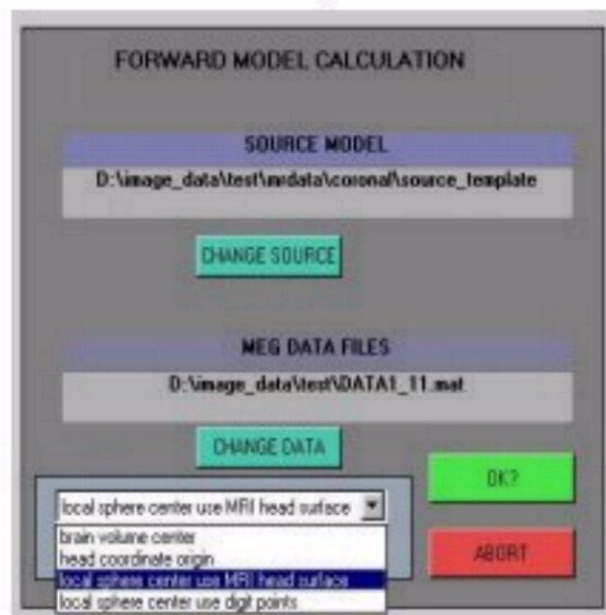 FORWARD MODEL CALCULATION
SOURCE MODEL
D:\image_data\test\mrdata\coronal\source_template
CHANGE SOURCE
MEG DATA FILES
D:\image_data\test\DATA1_11.mat
CHANGE DATA
OK?
local sphere center use MRI head surface
brain volume center
head coordinate origin
local sphere center use MRI head surface
local sphere center use digit points
ABORT